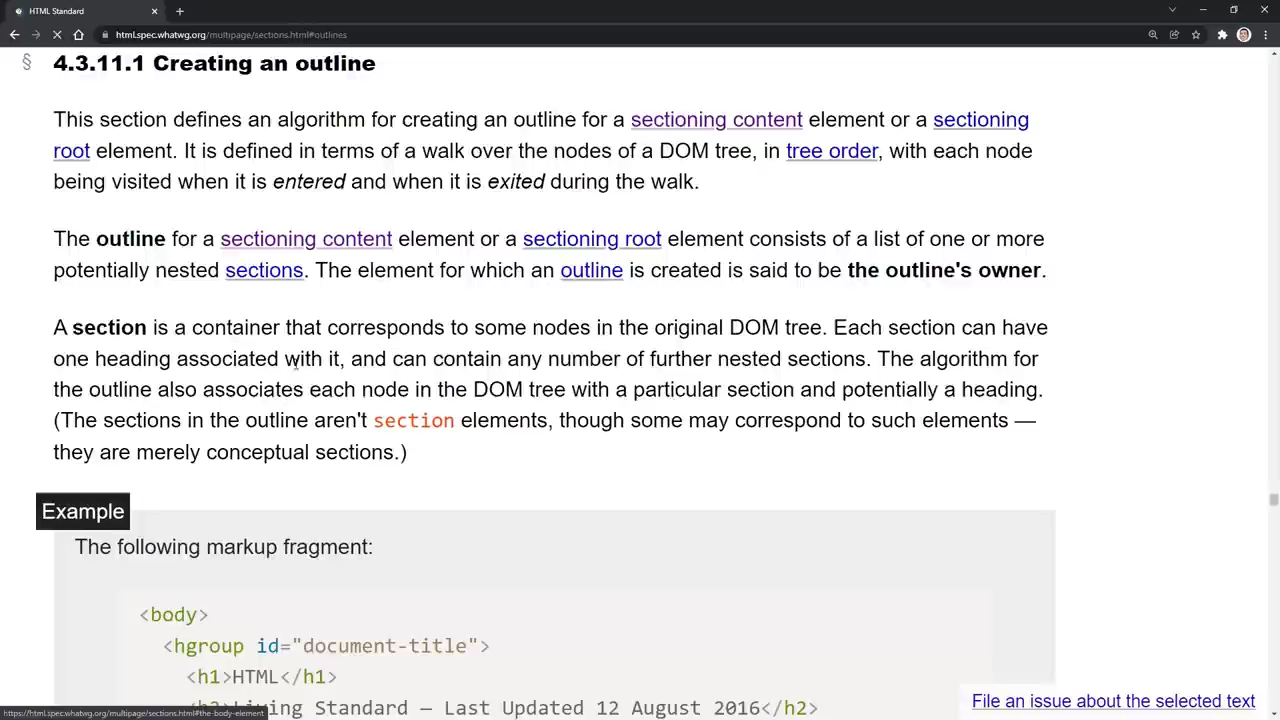 HTML Standard
html.spec.whatwg.org/multipage/sections.html#outlines
§ 4.3.11.1 Creating an outline
This section defines an algorithm for creating an outline for a sectioning content element or a sectioning
root element. It is defined in terms of a walk over the nodes of a DOM tree, in tree order, with each node
being visited when it is entered and when it is exited during the walk.
The outline for a sectioning content element or a sectioning root element consists of a list of one or more
potentially nested sections. The element for which an outline is created is said to be the outline's owner.
A section is a container that corresponds to some nodes in the original DOM tree. Each section can have
one heading associated with it, and can contain any number of further nested sections. The algorithm for
the outline also associates each node in the DOM tree with a particular section and potentially a heading.
(The sections in the outline aren't section elements, though some may correspond to such elements —
they are merely conceptual sections.)
Example
The following markup fragment:
<body>
<hgroup id="document-title">
<h1>HTML</h1>
Living Standard — Last Updated 12 August 2016</h2>
https://html.spec.whatwg.org/multipage/sections.html#the-body-element
File an issue about the selected text